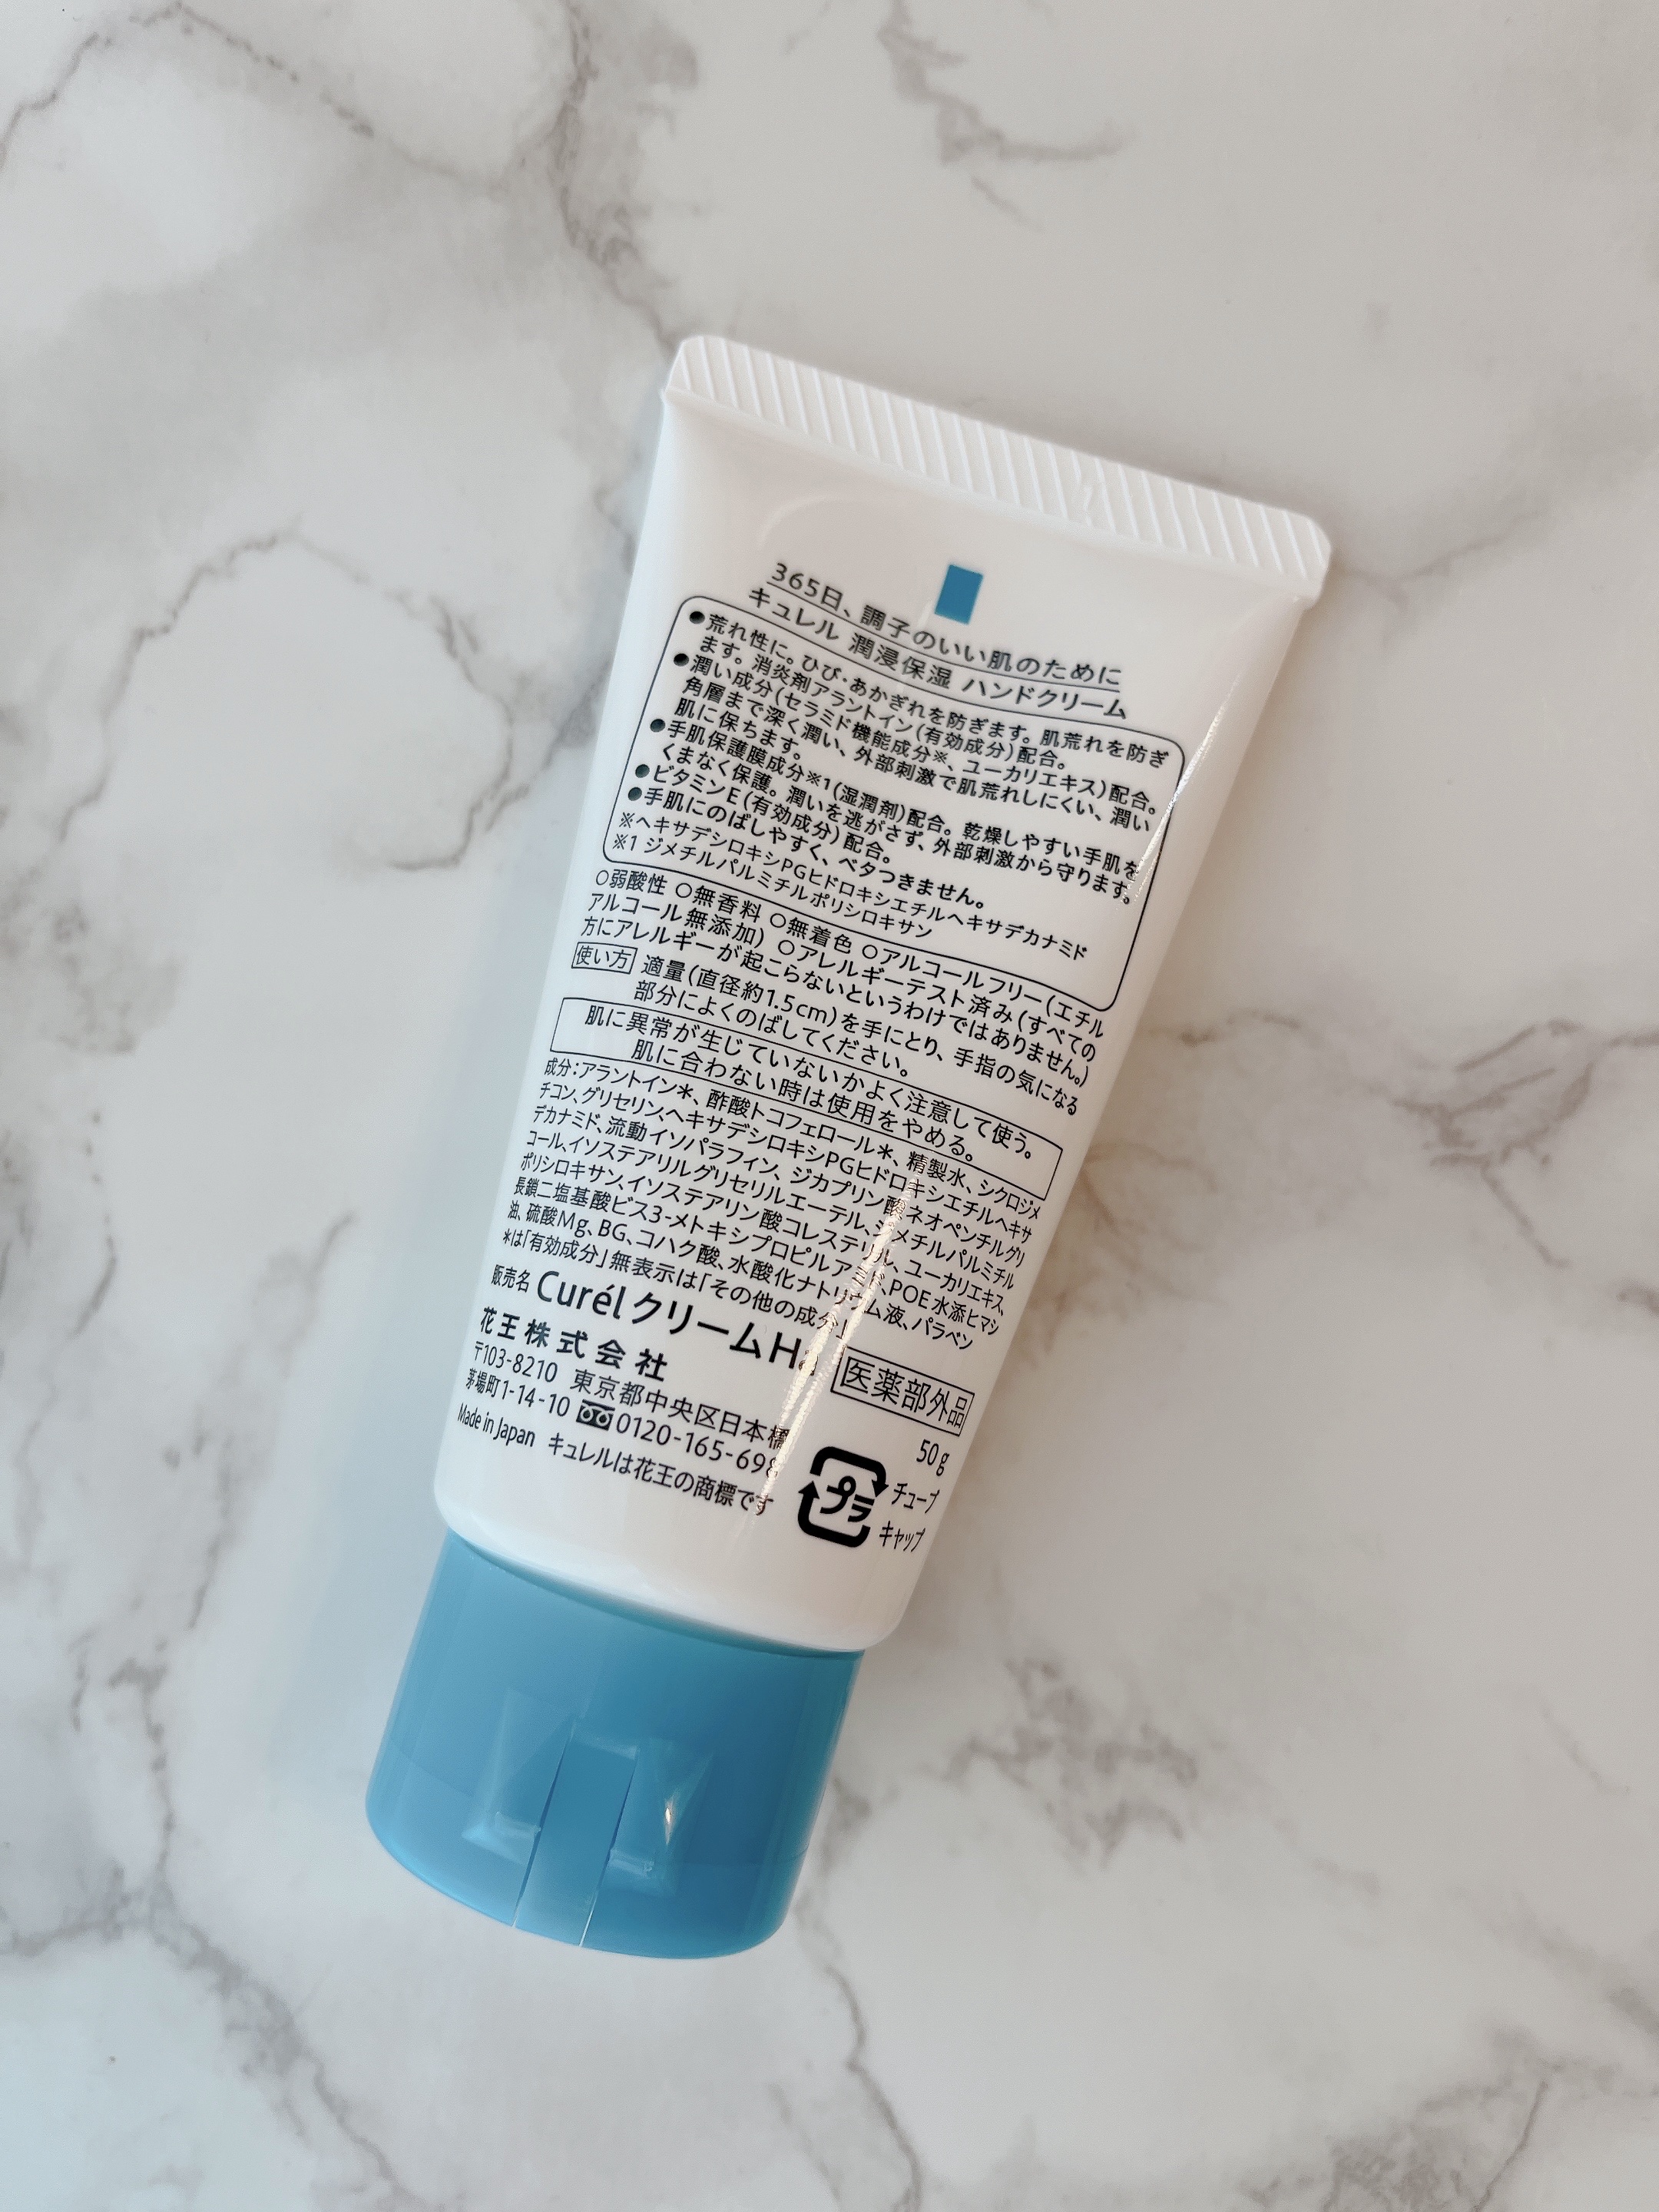 365日、調子のいい肌のために
キュレル 潤浸保湿 ハンドクリーム
●荒れ性に。ひび・あかぎれを防ぎます。肌荒れを防ぎ
ます。消炎剤アラントイン(有効成分)配合。
●潤い成分(セラミド機能成分※、ユーカリエキス)配合。
角層まで深く潤い、外部刺激で肌荒れしにくい、潤い
肌に保ちます。
●手肌保護膜成分※1(湿潤剤)配合。乾燥しやすい手肌を
くまなく保護。潤いを逃がさず、外部刺激から守ります。
●ビタミンE(有効成分)配合。
●手肌にのばしやすく、ベタつきません。
※ヘキサデシロキシPGヒドロキシエチルヘキサデカナミド
※1 ジメチルパルミチルポリシロキサン
○弱酸性 ○無香料 ○無着色 ○アルコールフリー(エチル
アルコール無添加) ○アレルギーテスト済み(すべての
方にアレルギーが起こらないというわけではありません。)
使い方 適量(直径約1.5cm)を手にとり、手指の気になる
部分によくのばしてください。
肌に異常が生じていないかよく注意して使う。
肌に合わない時は使用をやめる。
成分:アラントイン*、酢酸トコフェロール*、精製水、シクロジメ
チコン、グリセリン、ヘキサデシロキシPGヒドロキシエチルヘキサ
デカナミド、流動イソパラフィン、ジカプリン酸ネオペンチルグリ
コール、イソステアリルグリセリルエーテル、ジメチルパルミチル
ポリシロキサン、イソステアリン酸コレステリル、ユーカリエキス、
長鎖二塩基酸ビス3-メトキシプロピルアミド、POE水添ヒマシ
油、硫酸Mg、BG、コハク酸、水酸化ナトリウム液、パラベン
*は「有効成分」無表示は「その他の成分」
販売名 Curélクリーム
医薬部外品
花王株式会社
50g
〒103-8210 東京都中央区日本橋
茅場町1-14-10 0120-165-698
Made in Japan キュレルは花王の商標です
プラ
チューブ
キャップ